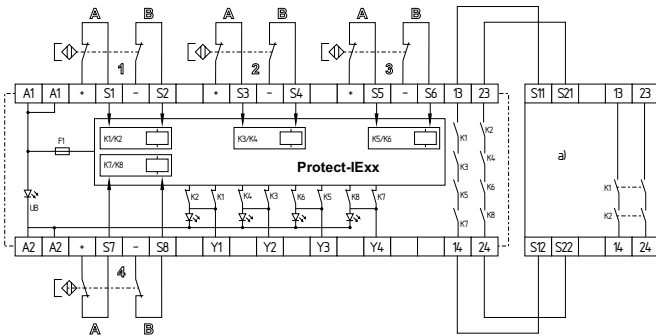 A B A B A B
1 2 3
A1 A1 + S1 - S2 + S3 - S4 + S5 - S6 13 23 S11 S21 13 23
F1 K1/K2 K3/K4 K5/K6 K1 K2 a)
K7/K8 Protect-IExx K3 K4
UB K2 K1 K4 K3 K6 K5 K8 K7 K5 K6 K1
K7 K8 K2
A2 A2 + S7 - S8 Y1 Y2 Y3 Y4 14 24 S12 S22 14 24
4
A B